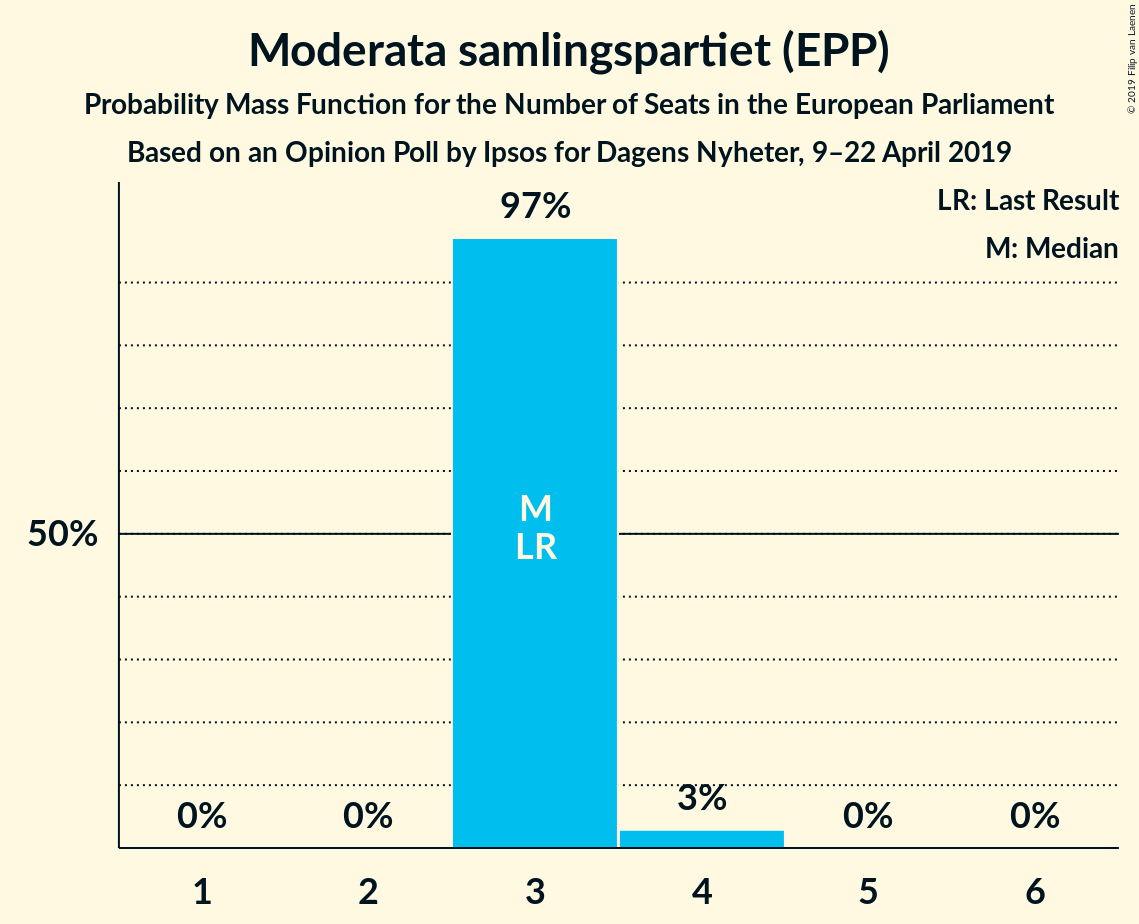 Moderata samlingspartiet (EPP)
Probability Mass Function for the Number of Seats in the European Parliament
Based on an Opinion Poll by Ipsos for Dagens Nyheter, 9–22 April 2019
© 2019 Filip van Laenen
LR: Last Result
M: Median
97%
M
LR
50%
0%
0%
3%
0%
0%
1
2
3
4
5
6